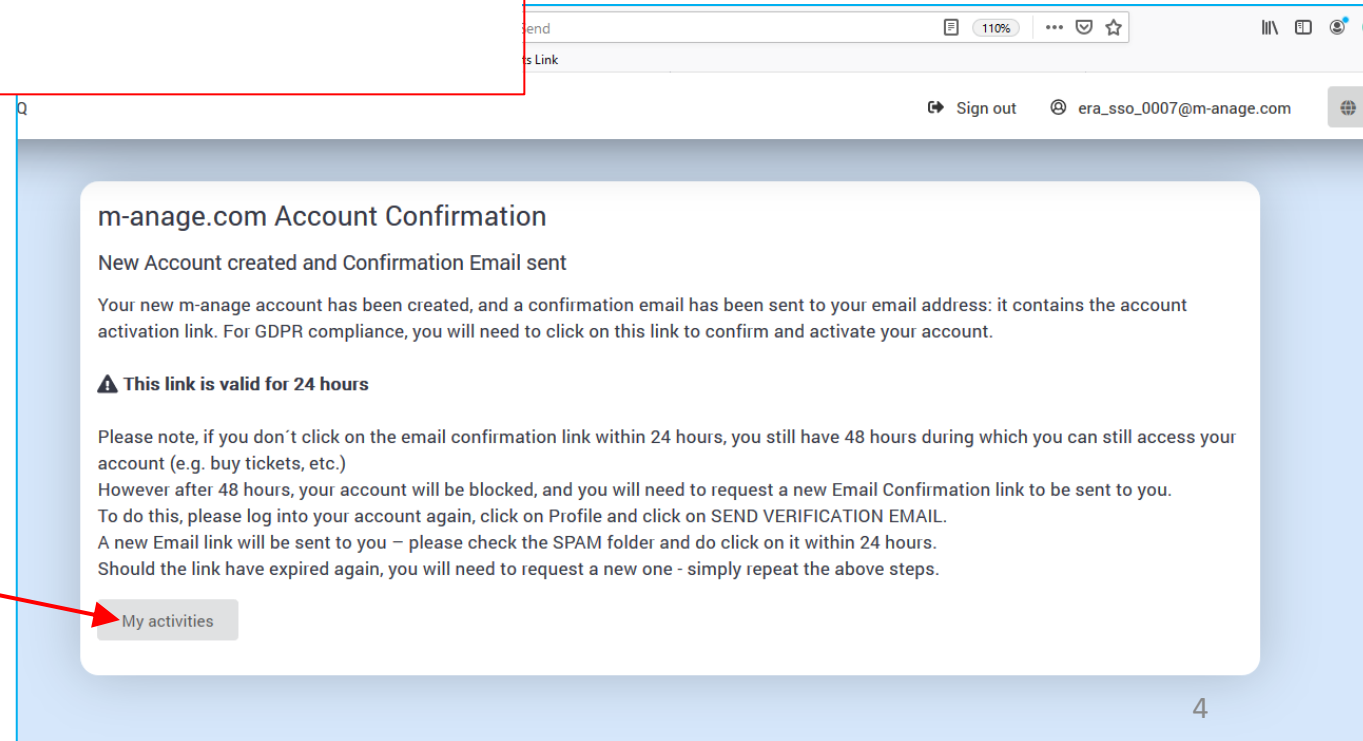 end
110%
ts Link
Q
Sign out
era_sso_0007@m-anage.com
m-anage.com Account Confirmation
New Account created and Confirmation Email sent
Your new m-anage account has been created, and a confirmation email has been sent to your email address: it contains the account
activation link. For GDPR compliance, you will need to click on this link to confirm and activate your account.
This link is valid for 24 hours
Please note, if you don´t click on the email confirmation link within 24 hours, you still have 48 hours during which you can still access your
account (e.g. buy tickets, etc.)
However after 48 hours, your account will be blocked, and you will need to request a new Email Confirmation link to be sent to you.
To do this, please log into your account again, click on Profile and click on SEND VERIFICATION EMAIL.
A new Email link will be sent to you – please check the SPAM folder and do click on it within 24 hours.
Should the link have expired again, you will need to request a new one - simply repeat the above steps.
My activities
4